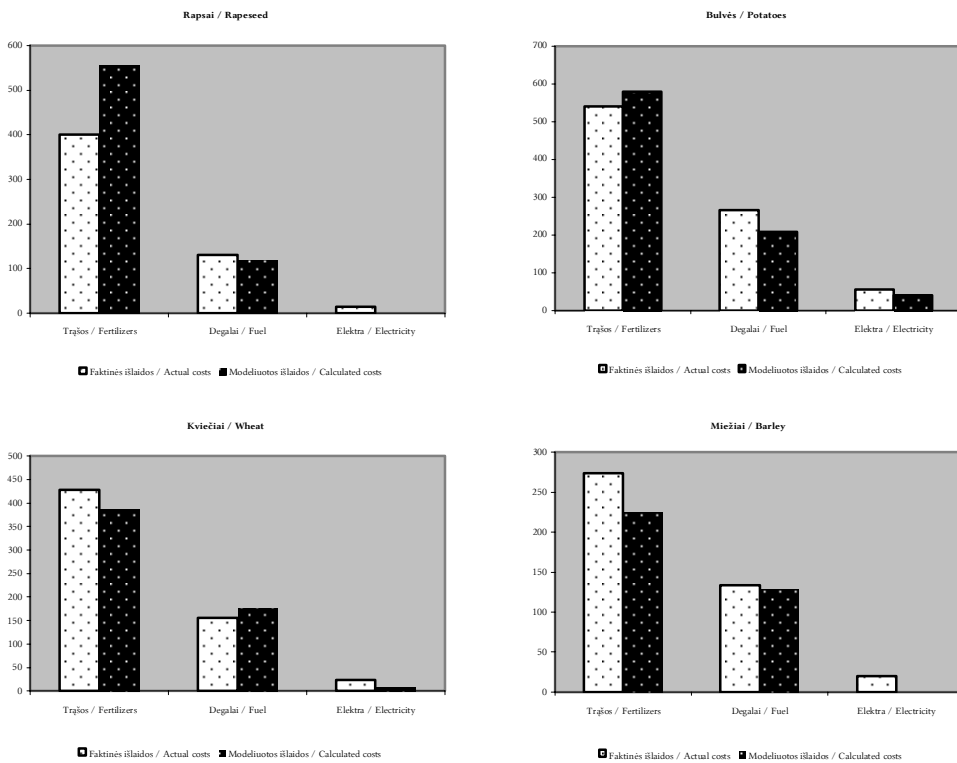 Rapsai / Rapeseed
600
500
400
300
200
100
0
Trąšos / Fertilizers Degalai / Fuel Elektra / Electricity
Faktinės išlaidos / Actual costs Modeliuotos išlaidos / Calculated costs
Bulvės / Potatoes
700
600
500
400
300
200
100
0
Trąšos / Fertilizers Degalai / Fuel Elektra / Electricity
Faktinės išlaidos / Actual costs Modeliuotos išlaidos / Calculated costs
Kviečiai / Wheat
500
450
400
350
300
250
200
150
100
50
0
Trąšos / Fertilizers Degalai / Fuel Elektra / Electricity
Faktinės išlaidos / Actual costs Modeliuotos išlaidos / Calculated costs
Miežiai / Barley
300
250
200
150
100
50
0
Trąšos / Fertilizers Degalai / Fuel Elektra / Electricity
Faktinės išlaidos / Actual costs Modeliuotos išlaidos / Calculated costs